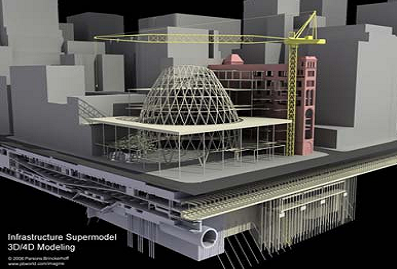 Infrastructure Supermodel
3D/4D Modeling
© 2006 Parsons Brinckerhoff
www.pbworld.com/imagine